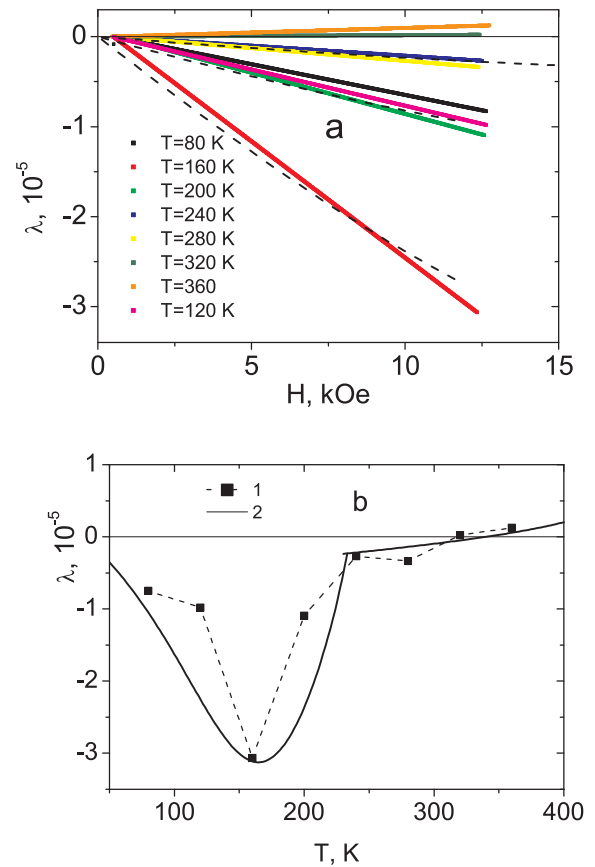 0
-1
-2
-3
λ, 10⁻⁵
a
T=80 K
T=160 K
T=200 K
T=240 K
T=280 K
T=320 K
T=360
T=120 K
0 5 10 15
H, kOe
1
0
-1
-2
-3
λ, 10⁻⁵
1
2
b
100 200 300 400
T, K